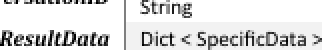 String
ResultData Dict < SpecificData >